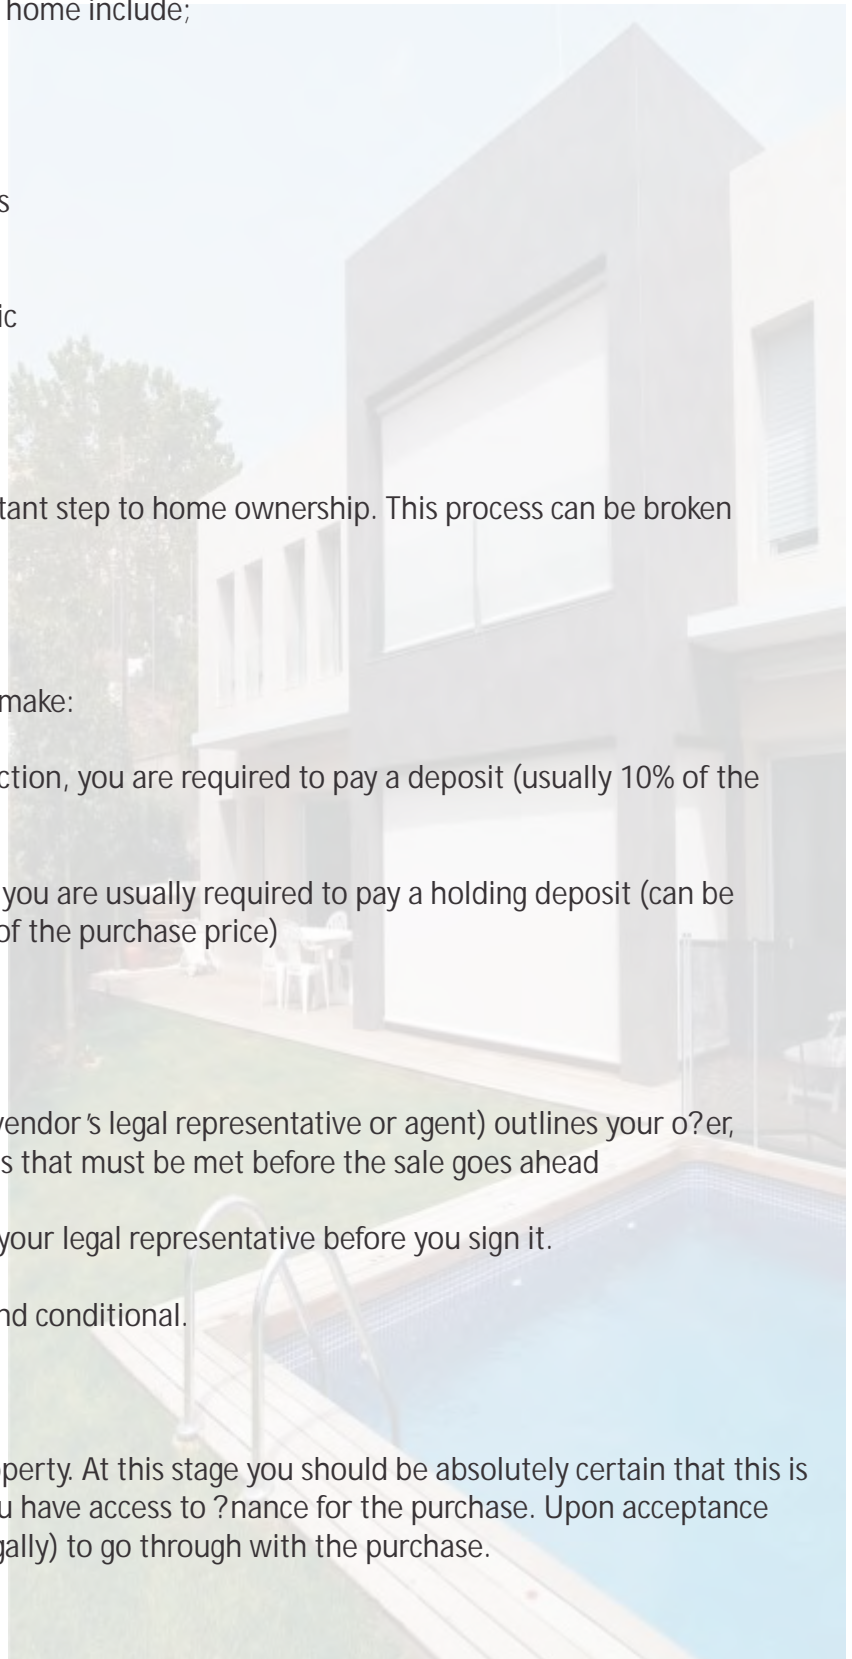 home include;
s
ic
tant step to home ownership. This process can be broken
make:
ction, you are required to pay a deposit (usually 10% of the
you are usually required to pay a holding deposit (can be
of the purchase price)
vendor's legal representative or agent) outlines your o?er,
s that must be met before the sale goes ahead
your legal representative before you sign it.
nd conditional.
perty. At this stage you should be absolutely certain that this is
u have access to ?nance for the purchase. Upon acceptance
gally) to go through with the purchase.